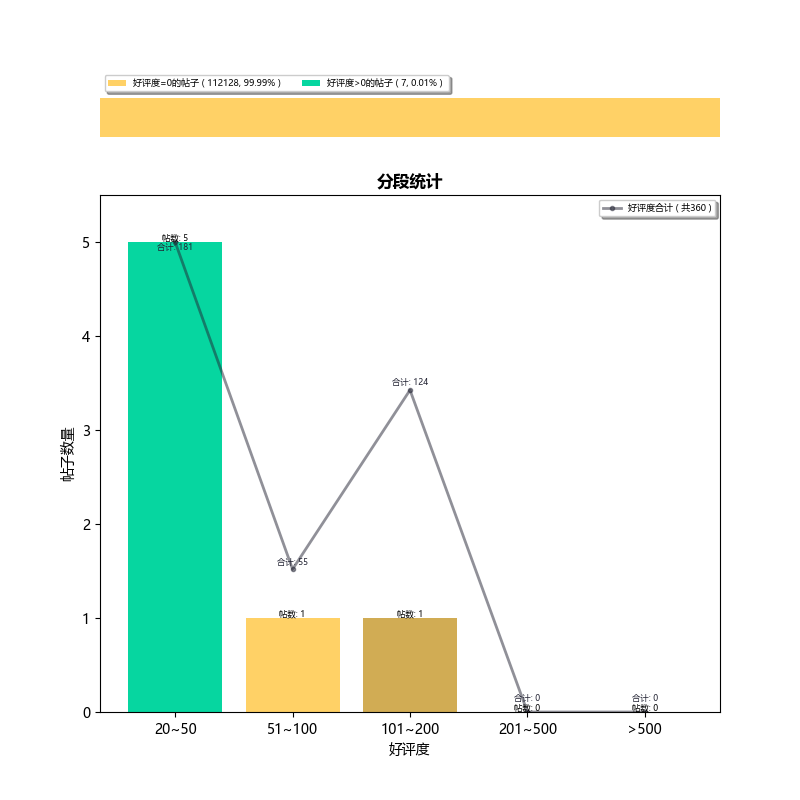 好评度=0的帖子 ( 112128, 99.99% )
好评度>0的帖子 ( 7, 0.01% )
分段统计
好评度合计 ( 共360 )
帖数: 5
合计: 181
合计: 124
合计: 55
帖数: 1
帖数: 1
合计: 0
帖数: 0
合计: 0
帖数: 0
帖子数量
5
4
3
2
1
0
20~50
51~100
101~200
201~500
>500
好评度